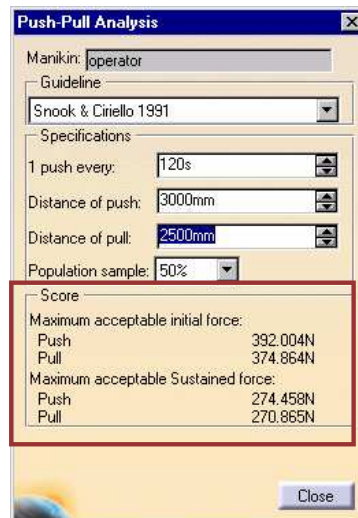 Push-Pull Analysis
Manikin: operator
Guideline
Snook & Ciriello 1991
Specifications
1 push every: 120s
Distance of push: 3000mm
Distance of pull: 2500mm
Population sample: 50%
Score
Maximum acceptable initial force:
Push 392.004N
Pull 374.864N
Maximum acceptable Sustained force:
Push 274.458N
Pull 270.865N
Close